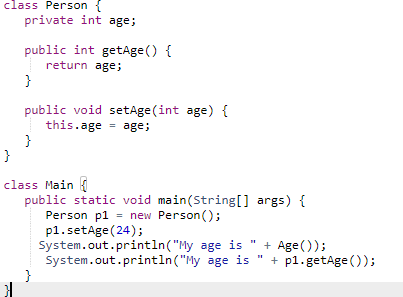 class Person {
   private int age;

   public int getAge() {
      return age;
   }

   public void setAge(int age) {
      this.age = age;
   }
}

class Main {
   public static void main(String[] args) {
      Person p1 = new Person();
      p1.setAge(24);
     System.out.println("My age is " + Age());
      System.out.println("My age is " + p1.getAge());
   }
}